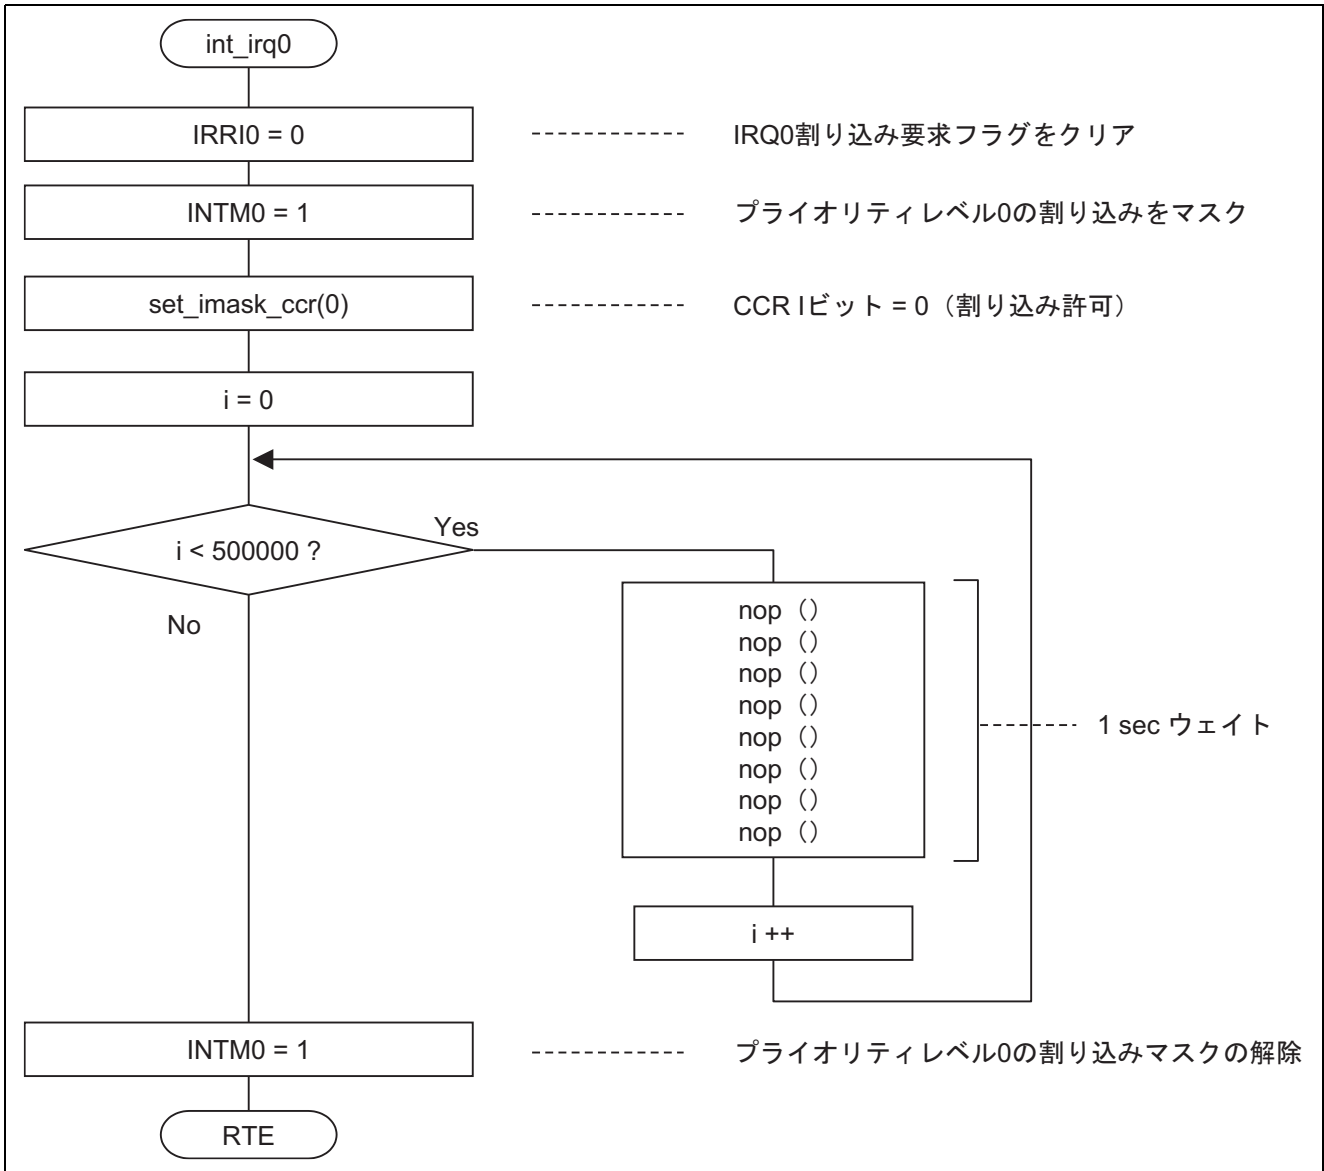 int_irq0
IRRI0 = 0
IRQ0割り込み要求フラグをクリア
INTM0 = 1
プライオリティレベル0の割り込みをマスク
set_imask_ccr(0)
CCR Iビット = 0（割り込み許可）
i = 0
i < 500000 ?
Yes
No
nop（）
nop（）
nop（）
nop（）
nop（）
nop（）
nop（）
nop（）
1 sec ウェイト
i ++
INTM0 = 1
プライオリティレベル0の割り込みマスクの解除
RTE